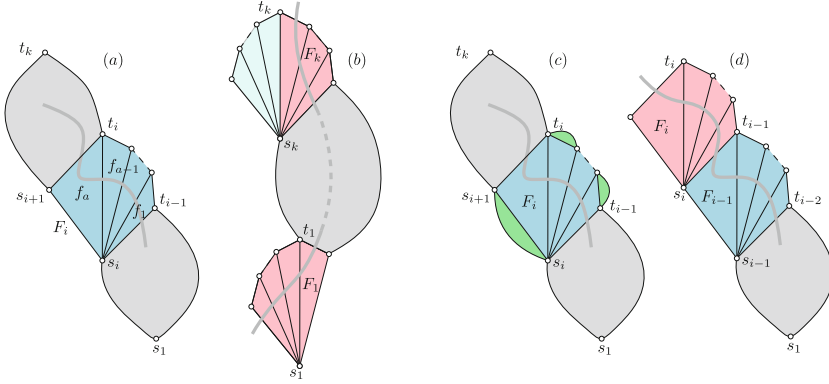 (a)
t_k
t_i
f_{a-1}
f_a
f_1
s_{i+1}
t_{i-1}
F_i
s_i
s_1
(b)
t_k
F_k
s_k
t_1
F_1
s_1
(c)
t_i
s_{i+1}
F_i
t_{i-1}
s_i
s_1
(d)
t_i
F_i
t_{i-1}
s_i
F_{i-1}
t_{i-2}
s_{i-1}
s_1